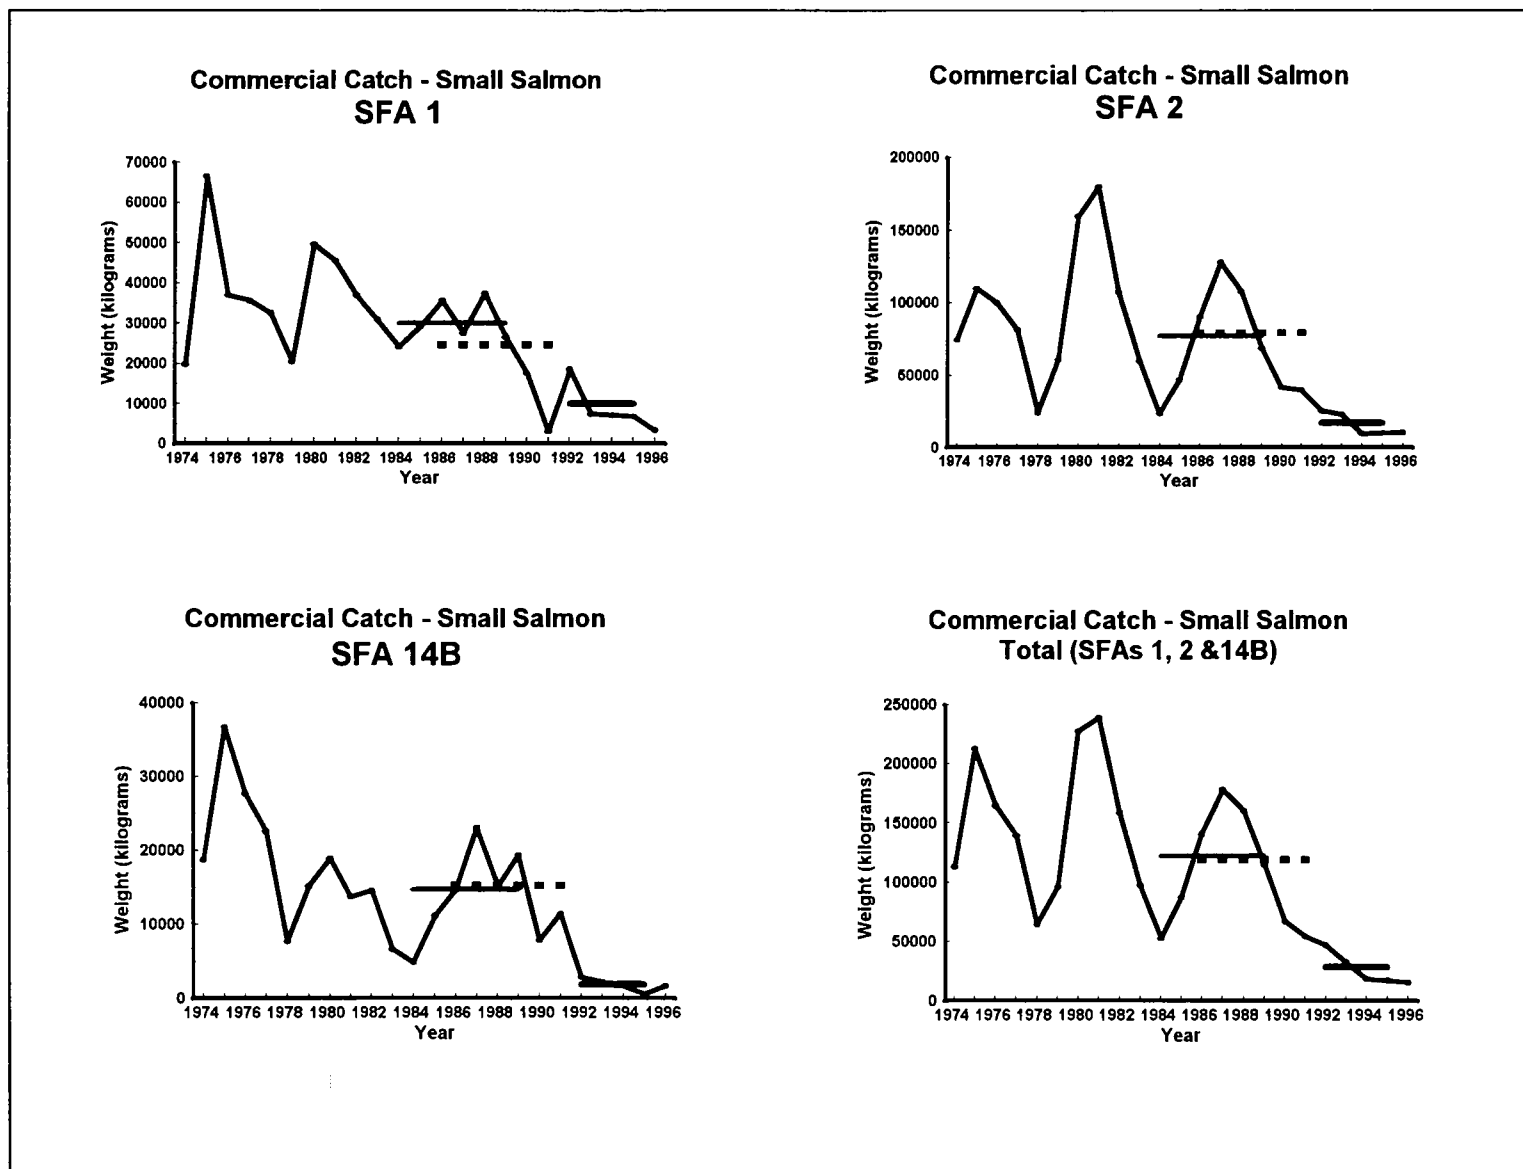 Commercial Catch - Small Salmon
SFA 1
70000
60000
50000
40000
30000
20000
10000
0
Weight (kilograms)
1974 1976 1978 1980 1982 1984 1986 1988 1990 1992 1994 1996
Year
Commercial Catch - Small Salmon
SFA 2
200000
150000
100000
50000
0
Weight (kilograms)
1974 1976 1978 1980 1982 1984 1986 1988 1990 1992 1994 1996
Year
Commercial Catch - Small Salmon
SFA 14B
40000
30000
20000
10000
0
Weight (kilograms)
1974 1976 1978 1980 1982 1984 1986 1988 1990 1992 1994 1996
Year
Commercial Catch - Small Salmon
Total (SFAs 1, 2 &14B)
250000
200000
150000
100000
50000
0
Weight (kilograms)
1974 1976 1978 1980 1982 1984 1986 1988 1990 1992 1994 1996
Year